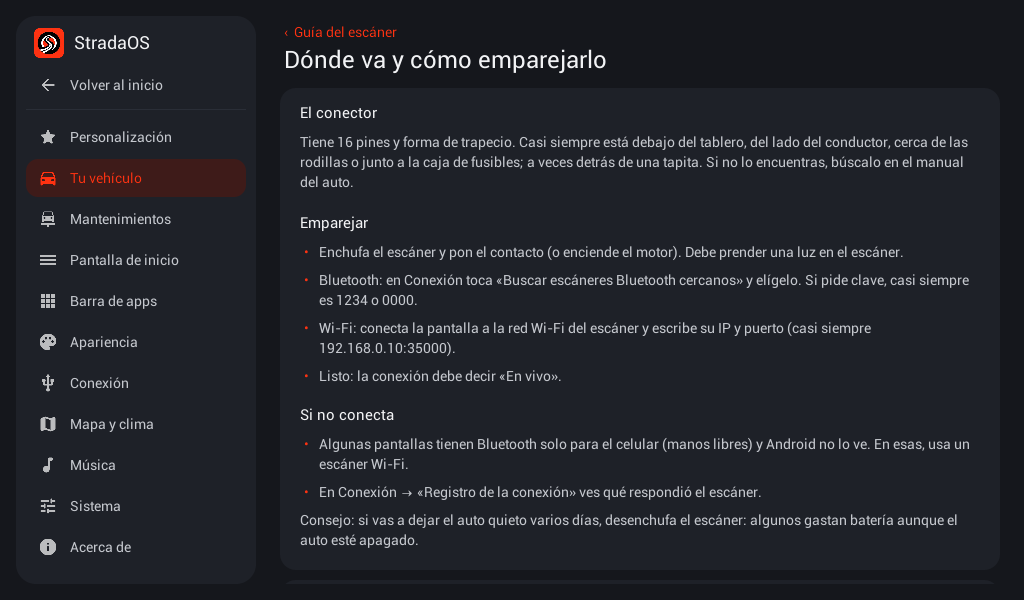 StradaOS
Volver al inicio
Personalización
Tu vehículo
Mantenimientos
Pantalla de inicio
Barra de apps
Apariencia
Conexión
Mapa y clima
Música
Sistema
Acerca de
‹ Guía del escáner
Dónde va y cómo emparejarlo
El conector
Tiene 16 pines y forma de trapecio. Casi siempre está debajo del tablero, del lado del conductor, cerca de las
rodillas o junto a la caja de fusibles; a veces detrás de una tapita. Si no lo encuentras, búscalo en el manual
del auto.
Emparejar
• Enchufa el escáner y pon el contacto (o enciende el motor). Debe prender una luz en el escáner.
• Bluetooth: en Conexión toca «Buscar escáneres Bluetooth cercanos» y elígelo. Si pide clave, casi siempre
es 1234 o 0000.
• Wi-Fi: conecta la pantalla a la red Wi-Fi del escáner y escribe su IP y puerto (casi siempre
192.168.0.10:35000).
• Listo: la conexión debe decir «En vivo».
Si no conecta
• Algunas pantallas tienen Bluetooth solo para el celular (manos libres) y Android no lo ve. En esas, usa un
escáner Wi-Fi.
• En Conexión → «Registro de la conexión» ves qué respondió el escáner.
Consejo: si vas a dejar el auto quieto varios días, desenchufa el escáner: algunos gastan batería aunque el
auto esté apagado.